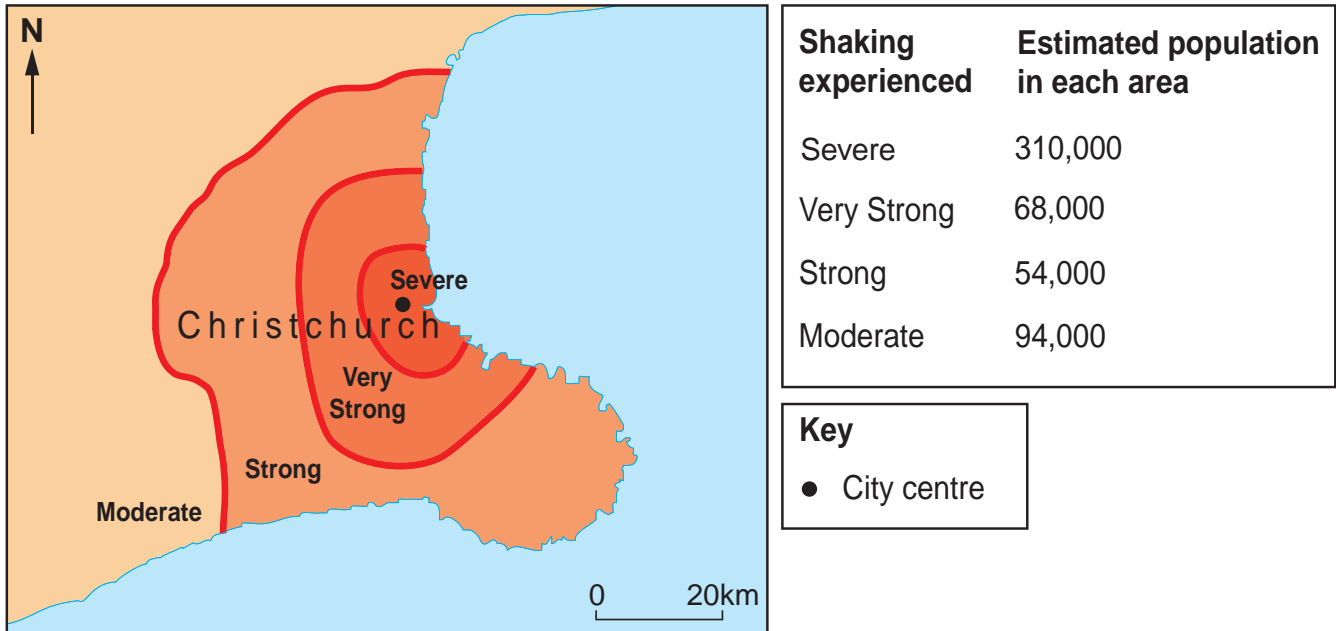 N
Severe
Christchurch
Very
Strong
Strong
Moderate
0 20km
Shaking experienced Estimated population in each area
Severe 310,000
Very Strong 68,000
Strong 54,000
Moderate 94,000
Key
City centre